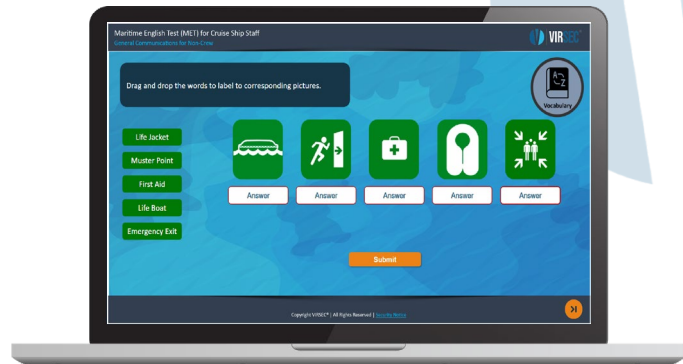 Maritime English Test (MET) for Cruise Ship Staff
General Communications for Non-Crew
VIRSEC
Drag and drop the words to label to corresponding pictures.
A
Z
Vocabulary
Life Jacket
Muster Point
First Aid
Life Boat
Emergency Exit
Answer Answer Answer Answer Answer
Submit
Copyright VIRSEC® | All Rights Reserved | Security Notice